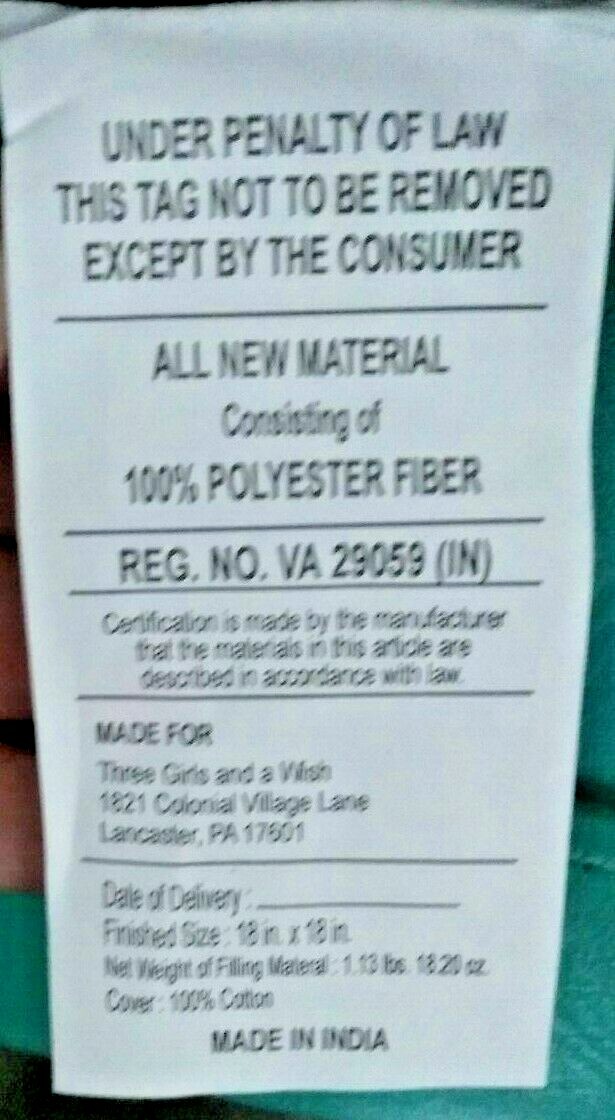 UNDER PENALTY OF LAW
THIS TAG NOT TO BE REMOVED
EXCEPT BY THE CONSUMER
ALL NEW MATERIAL
Consisting of
100% POLYESTER FIBER
REG. NO. VA 29059 (IN)
Certification is made by the manufacturer
that the materials in this article are
described in accordance with law.
MADE FOR
Three Girls and a Wish
1821 Colonial Village Lane
Lancaster, PA 17601
Date of Delivery :
Finished Size : 18 in. x 18 in.
Net Weight of Filling Material : 1.13 lbs. 18.20 oz.
Cover : 100% Cotton
MADE IN INDIA